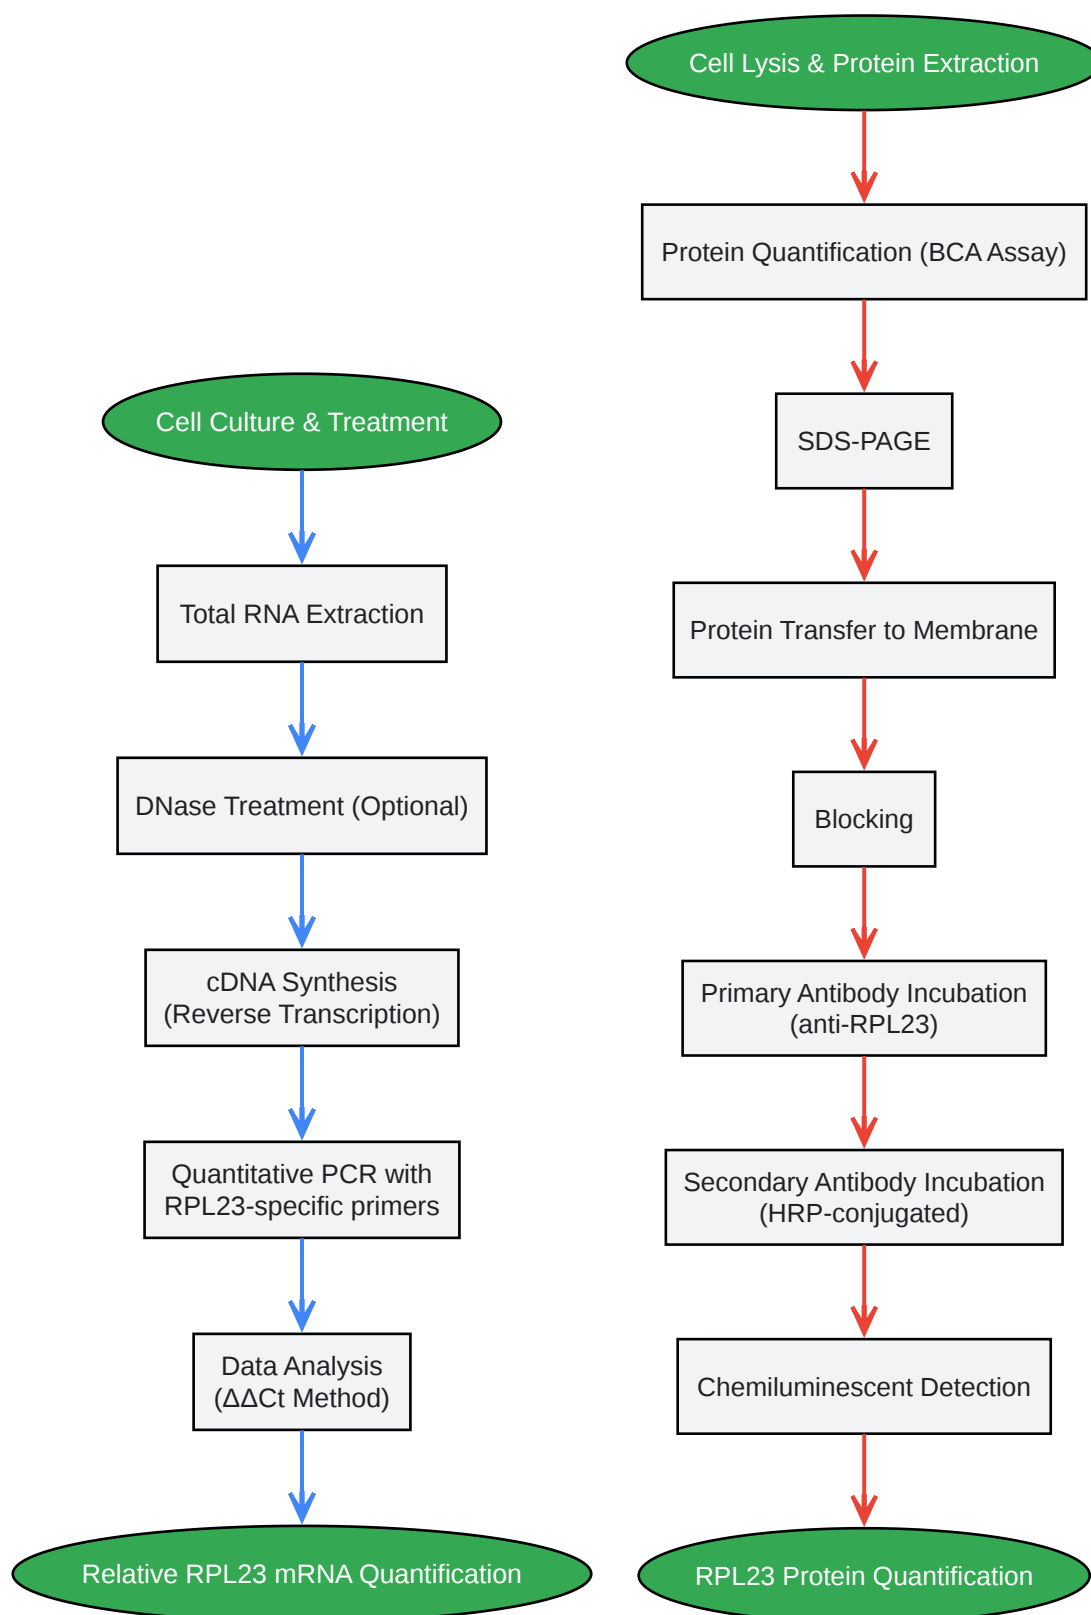 Cell Culture & Treatment
Total RNA Extraction
DNase Treatment (Optional)
cDNA Synthesis
(Reverse Transcription)
Quantitative PCR with
RPL23-specific primers
Data Analysis
(ΔΔCt Method)
Relative RPL23 mRNA Quantification
Cell Lysis & Protein Extraction
Protein Quantification (BCA Assay)
SDS-PAGE
Protein Transfer to Membrane
Blocking
Primary Antibody Incubation
(anti-RPL23)
Secondary Antibody Incubation
(HRP-conjugated)
Chemiluminescent Detection
RPL23 Protein Quantification